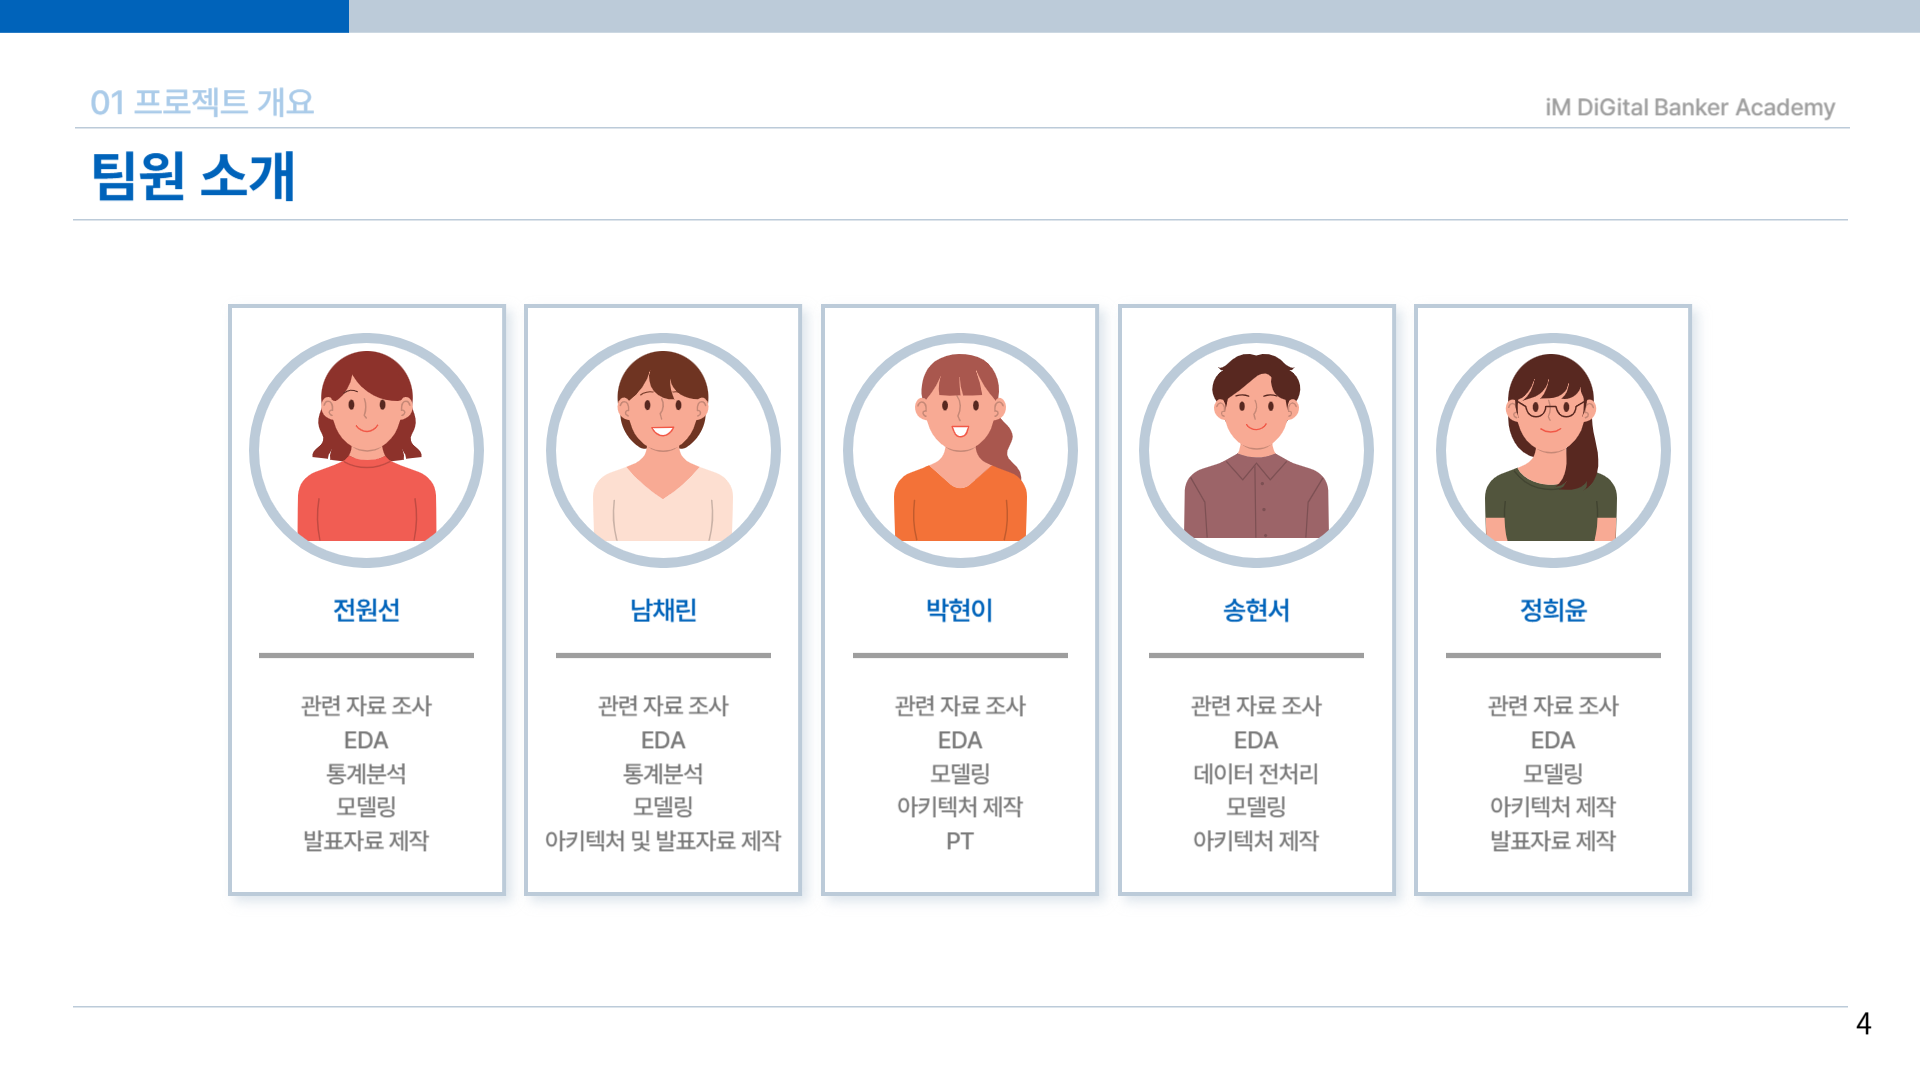 01 프로젝트 개요
iM DiGital Banker Academy
팀원 소개
전원선
관련 자료 조사
EDA
통계분석
모델링
발표자료 제작
남채린
관련 자료 조사
EDA
통계분석
모델링
아키텍처 및 발표자료 제작
박현이
관련 자료 조사
EDA
모델링
아키텍처 제작
PT
송현서
관련 자료 조사
EDA
데이터 전처리
모델링
아키텍처 제작
정희윤
관련 자료 조사
EDA
모델링
아키텍처 제작
발표자료 제작
4